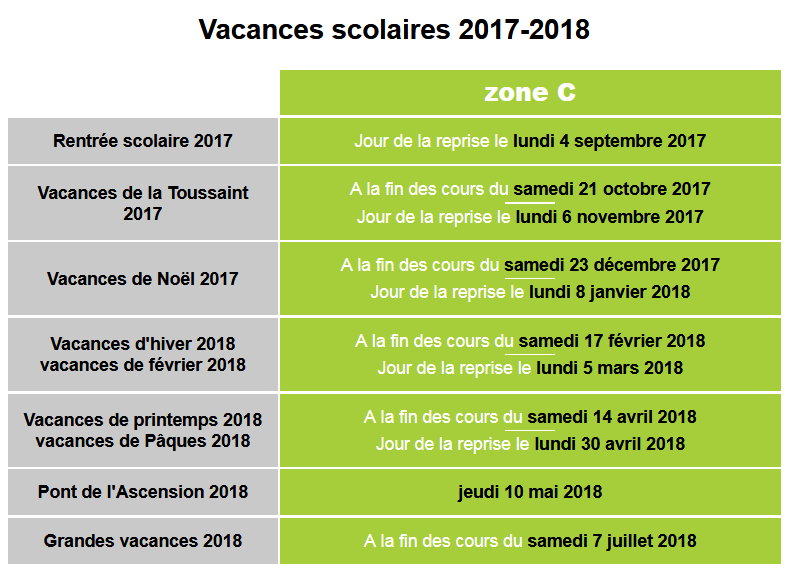 Vacances scolaires 2017-2018
zone C
Rentrée scolaire 2017
Jour de la reprise le lundi 4 septembre 2017
Vacances de la Toussaint
2017
A la fin des cours du samedi 21 octobre 2017
Jour de la reprise le lundi 6 novembre 2017
Vacances de Noël 2017
A la fin des cours du samedi 23 décembre 2017
Jour de la reprise le lundi 8 janvier 2018
Vacances d'hiver 2018
vacances de février 2018
A la fin des cours du samedi 17 février 2018
Jour de la reprise le lundi 5 mars 2018
Vacances de printemps 2018
vacances de Pâques 2018
A la fin des cours du samedi 14 avril 2018
Jour de la reprise le lundi 30 avril 2018
Pont de l'Ascension 2018
jeudi 10 mai 2018
Grandes vacances 2018
A la fin des cours du samedi 7 juillet 2018